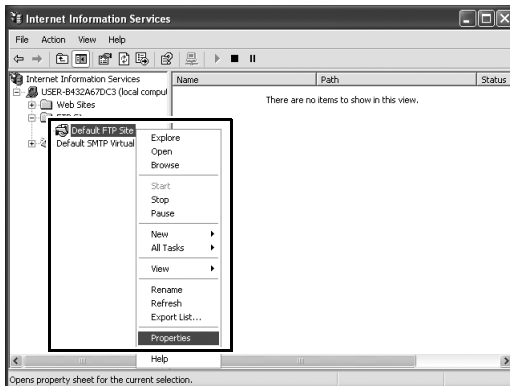 Internet Information Services
File Action View Help
Internet Information Services
USER-B432A67DC3 (local comput
Web Sites
Default FTP Site
Default SMTP Virtual
Name Path Status
There are no items to show in this view.
Explore
Open
Browse
Start
Stop
Pause
New
All Tasks
View
Rename
Refresh
Export List...
Properties
Help
Opens property sheet for the current selection.